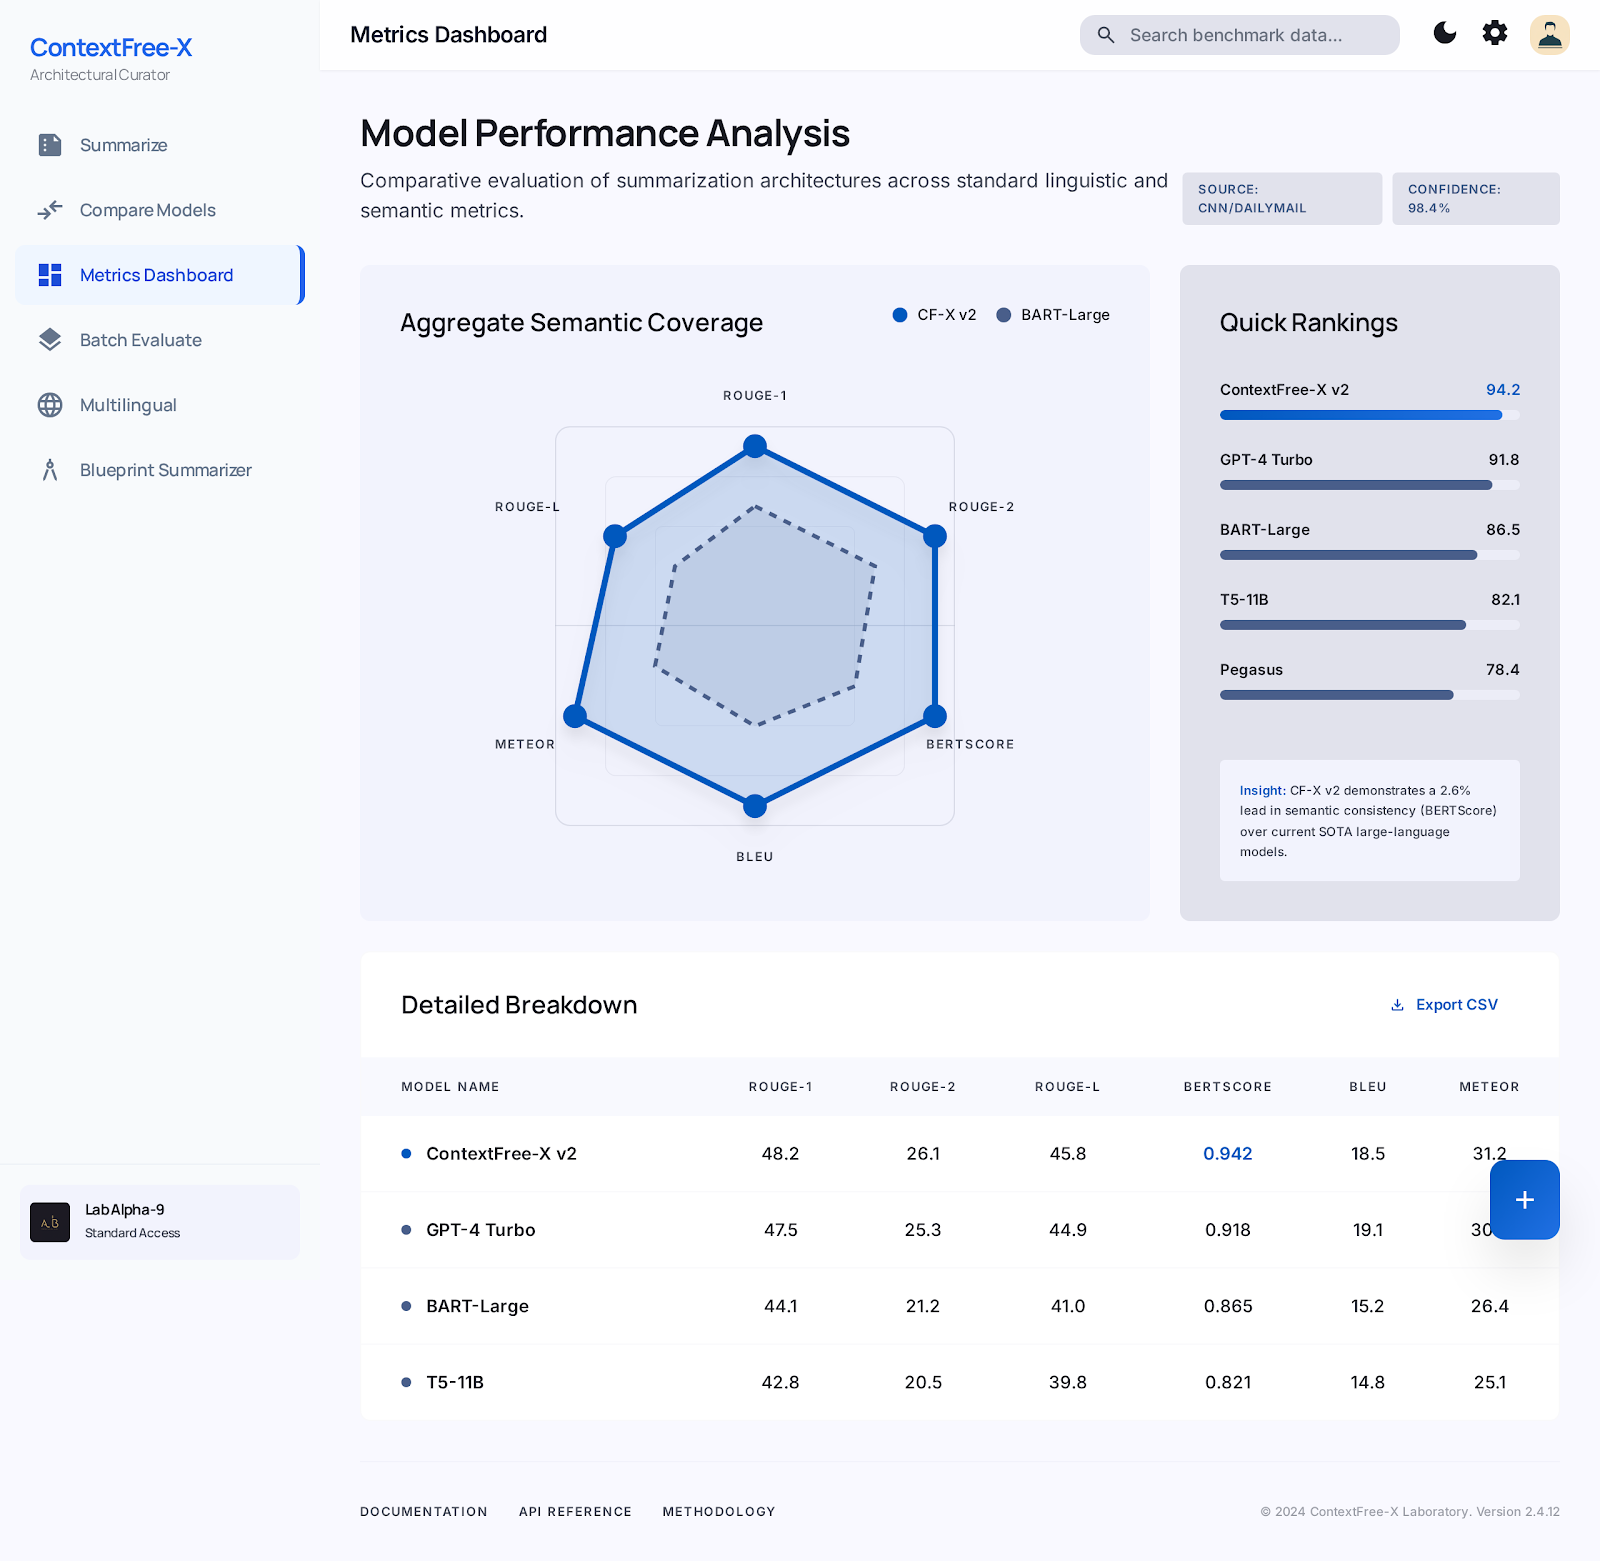 ContextFree-X
Architectural Curator
Summarize
Compare Models
Metrics Dashboard
Batch Evaluate
Multilingual
Blueprint Summarizer
Lab Alpha-9
Standard Access
Metrics Dashboard
Search benchmark data...
Model Performance Analysis
Comparative evaluation of summarization architectures across standard linguistic and
semantic metrics.
SOURCE:
CNN/DAILYMAIL
CONFIDENCE:
98.4%
Aggregate Semantic Coverage
CF-X v2
BART-Large
ROUGE-1
ROUGE-L
ROUGE-2
METEOR
BERTSCORE
BLEU
Quick Rankings
ContextFree-X v2 94.2
GPT-4 Turbo 91.8
BART-Large 86.5
T5-11B 82.1
Pegasus 78.4
Insight: CF-X v2 demonstrates a 2.6%
lead in semantic consistency (BERTScore)
over current SOTA large-language
models.
Detailed Breakdown
Export CSV
MODEL NAME ROUGE-1 ROUGE-2 ROUGE-L BERTSCORE BLEU METEOR
ContextFree-X v2 48.2 26.1 45.8 0.942 18.5 31.2
GPT-4 Turbo 47.5 25.3 44.9 0.918 19.1
BART-Large 44.1 21.2 41.0 0.865 15.2 26.4
T5-11B 42.8 20.5 39.8 0.821 14.8 25.1
DOCUMENTATION API REFERENCE METHODOLOGY
© 2024 ContextFree-X Laboratory. Version 2.4.12